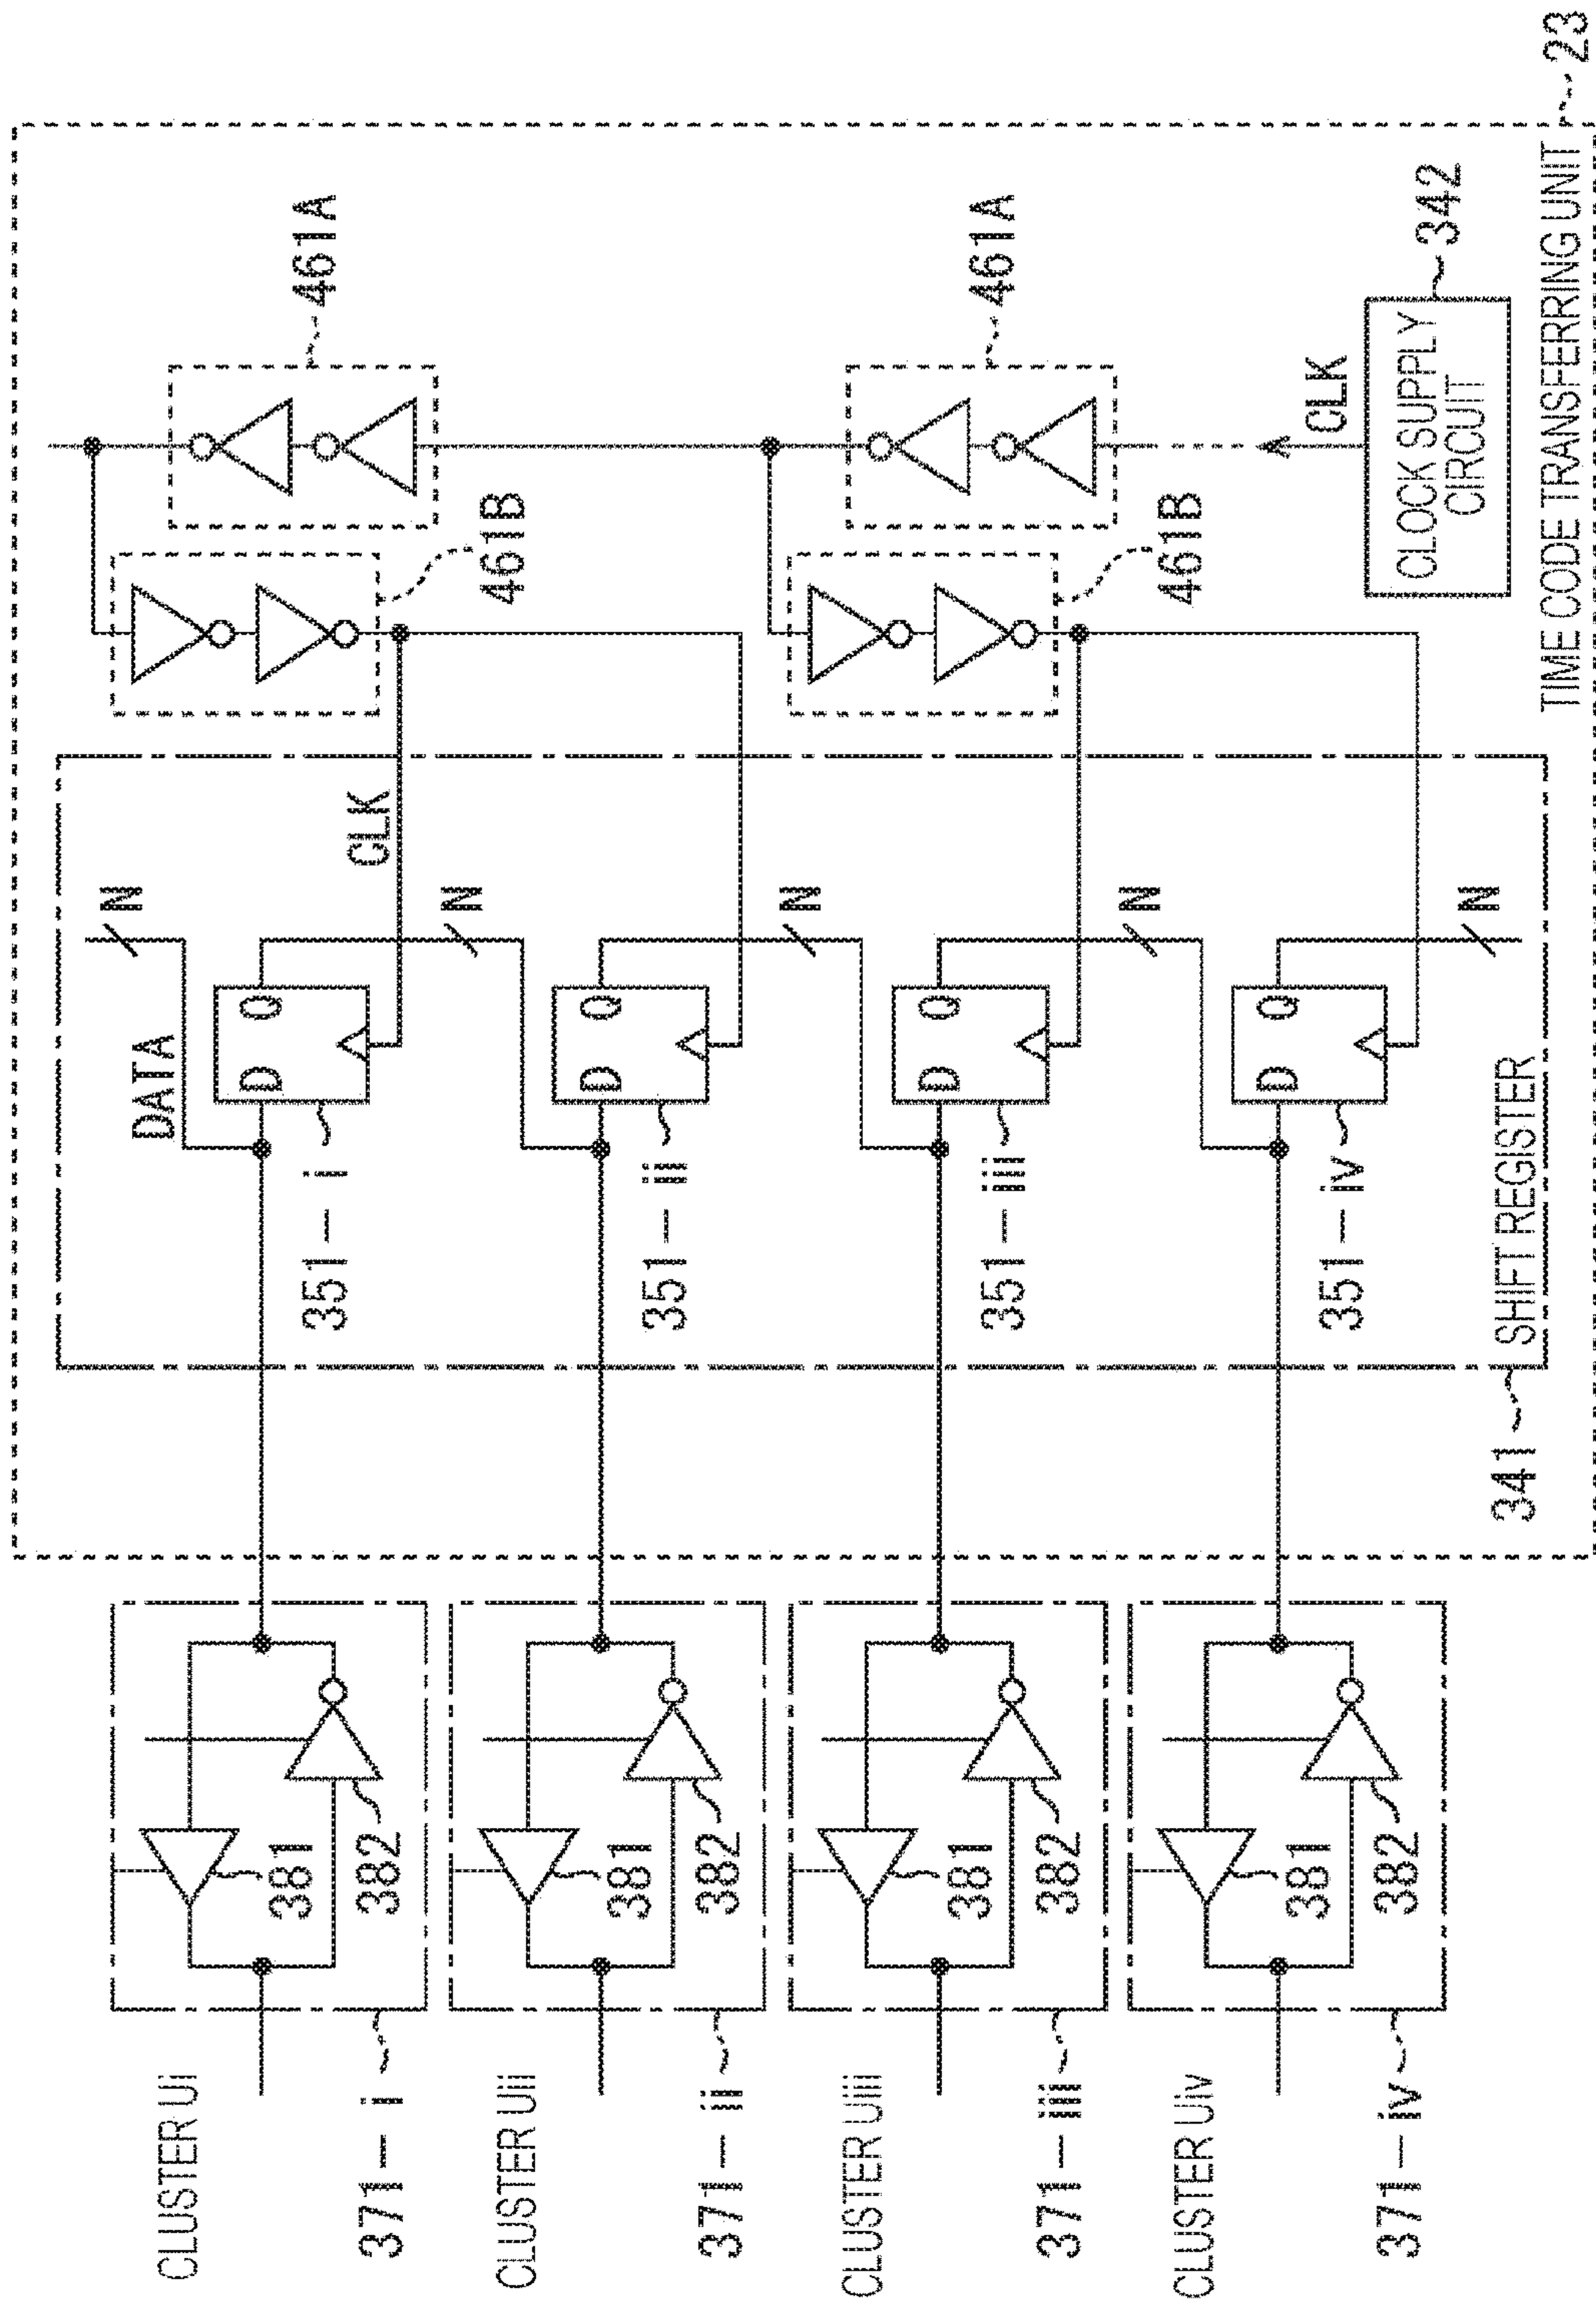 TIME CODE TRANSFERRING UNIT
23
CLOCK SUPPLY
CIRCUIT
342
CLK
461A
461A
461B
461B
SHIFT REGISTER
341
CLK
DATA
N
N
N
N
N
D
Q
D
Q
D
Q
D
Q
351-i
351-ii
351-iii
351-iv
381
382
381
382
381
382
381
382
CLUSTER Ui
371-i
CLUSTER Uii
371-ii
CLUSTER Uiii
371-iii
CLUSTER Uiv
371-iv